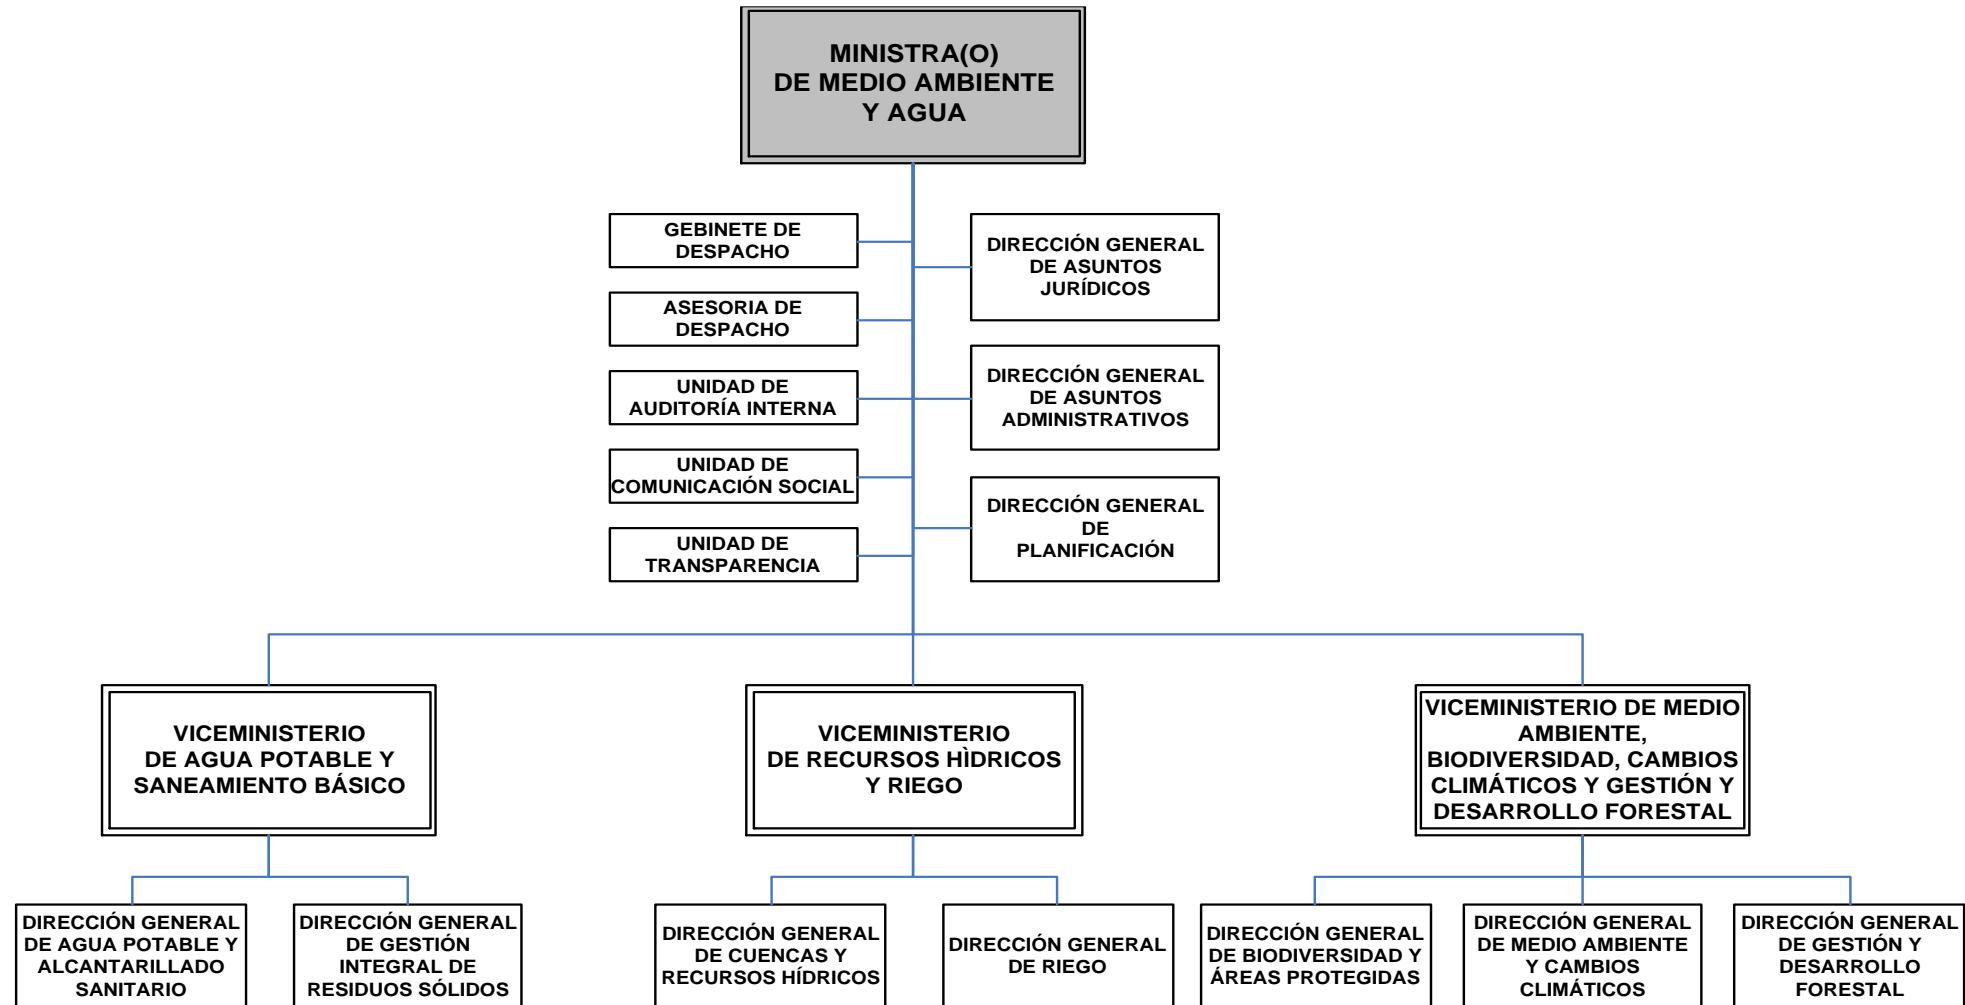 MINISTRA(O)
DE MEDIO AMBIENTE
Y AGUA
GEBINETE DE
DESPACHO
ASESORIA DE
DESPACHO
UNIDAD DE
AUDITORÍA INTERNA
UNIDAD DE
COMUNICACIÓN SOCIAL
UNIDAD DE
TRANSPARENCIA
DIRECCIÓN GENERAL
DE ASUNTOS
JURÍDICOS
DIRECCIÓN GENERAL
DE ASUNTOS
ADMINISTRATIVOS
DIRECCIÓN GENERAL
DE
PLANIFICACIÓN
VICEMINISTERIO
DE AGUA POTABLE Y
SANEAMIENTO BÁSICO
VICEMINISTERIO
DE RECURSOS HÌDRICOS
Y RIEGO
VICEMINISTERIO DE MEDIO
AMBIENTE,
BIODIVERSIDAD, CAMBIOS
CLIMÁTICOS Y GESTIÓN Y
DESARROLLO FORESTAL
DIRECCIÓN GENERAL
DE AGUA POTABLE Y
ALCANTARILLADO
SANITARIO
DIRECCIÓN GENERAL
DE GESTIÓN
INTEGRAL DE
RESIDUOS SÓLIDOS
DIRECCIÓN GENERAL
DE CUENCAS Y
RECURSOS HÍDRICOS
DIRECCIÓN GENERAL
DE RIEGO
DIRECCIÓN GENERAL
DE BIODIVERSIDAD Y
ÁREAS PROTEGIDAS
DIRECCIÓN GENERAL
DE MEDIO AMBIENTE
Y CAMBIOS
CLIMÁTICOS
DIRECCIÓN GENERAL
DE GESTIÓN Y
DESARROLLO
FORESTAL